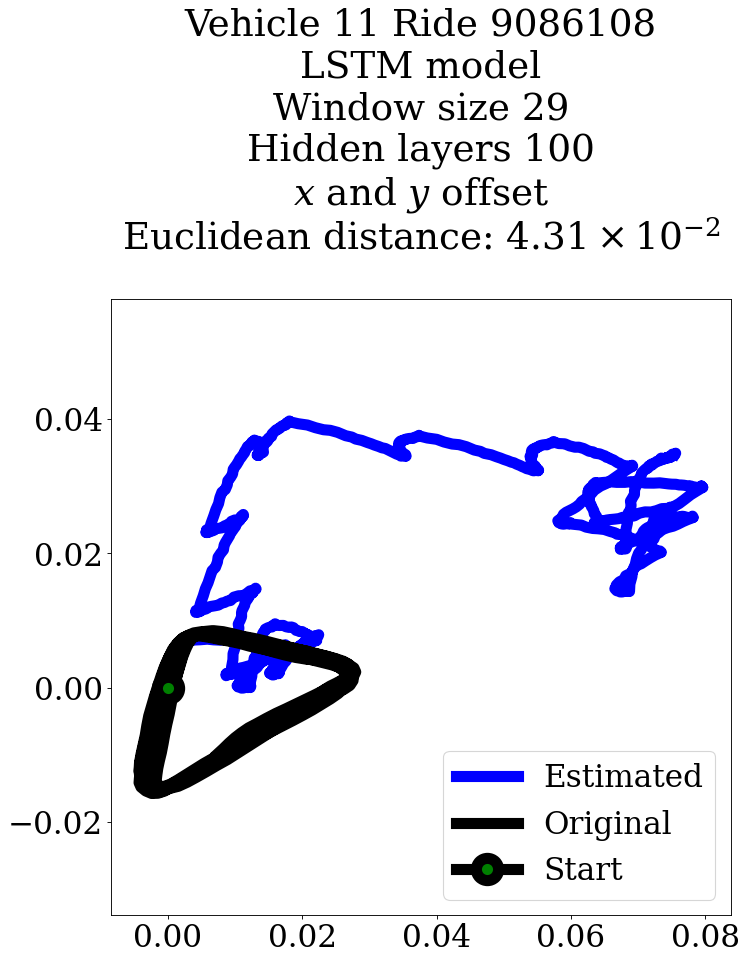 Vehicle 11 Ride 9086108
LSTM model
Window size 29
Hidden layers 100
x and y offset
Euclidean distance: 4.31 × 10⁻²
0.04
0.02
0.00
−0.02
Estimated
Original
Start
0.00 0.02 0.04 0.06 0.08